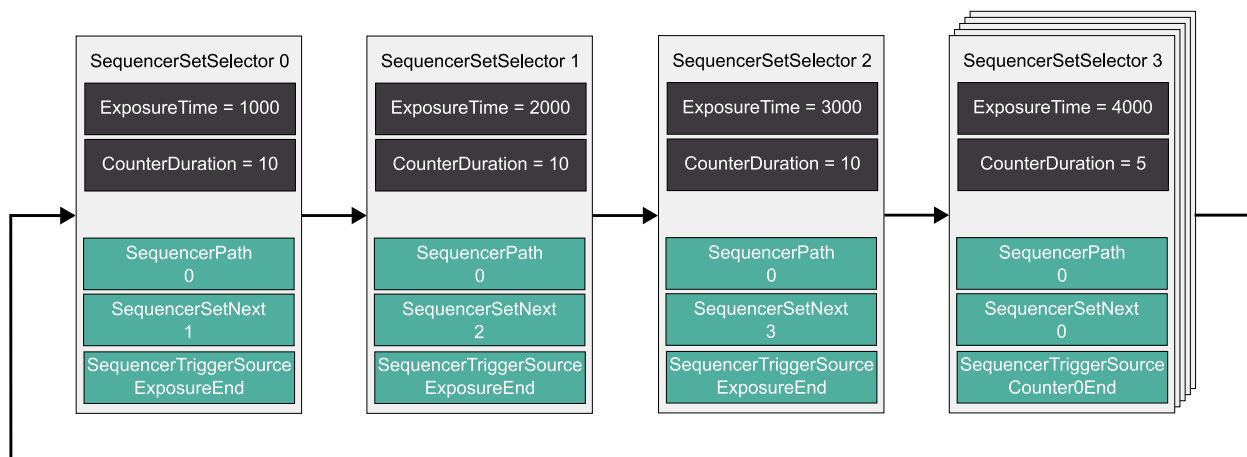 SequencerSetSelector 0
ExposureTime = 1000
CounterDuration = 10
SequencerPath
0
SequencerSetNext
1
SequencerTriggerSource
ExposureEnd
SequencerSetSelector 1
ExposureTime = 2000
CounterDuration = 10
SequencerPath
0
SequencerSetNext
2
SequencerTriggerSource
ExposureEnd
SequencerSetSelector 2
ExposureTime = 3000
CounterDuration = 10
SequencerPath
0
SequencerSetNext
3
SequencerTriggerSource
ExposureEnd
SequencerSetSelector 3
ExposureTime = 4000
CounterDuration = 5
SequencerPath
0
SequencerSetNext
0
SequencerTriggerSource
Counter0End